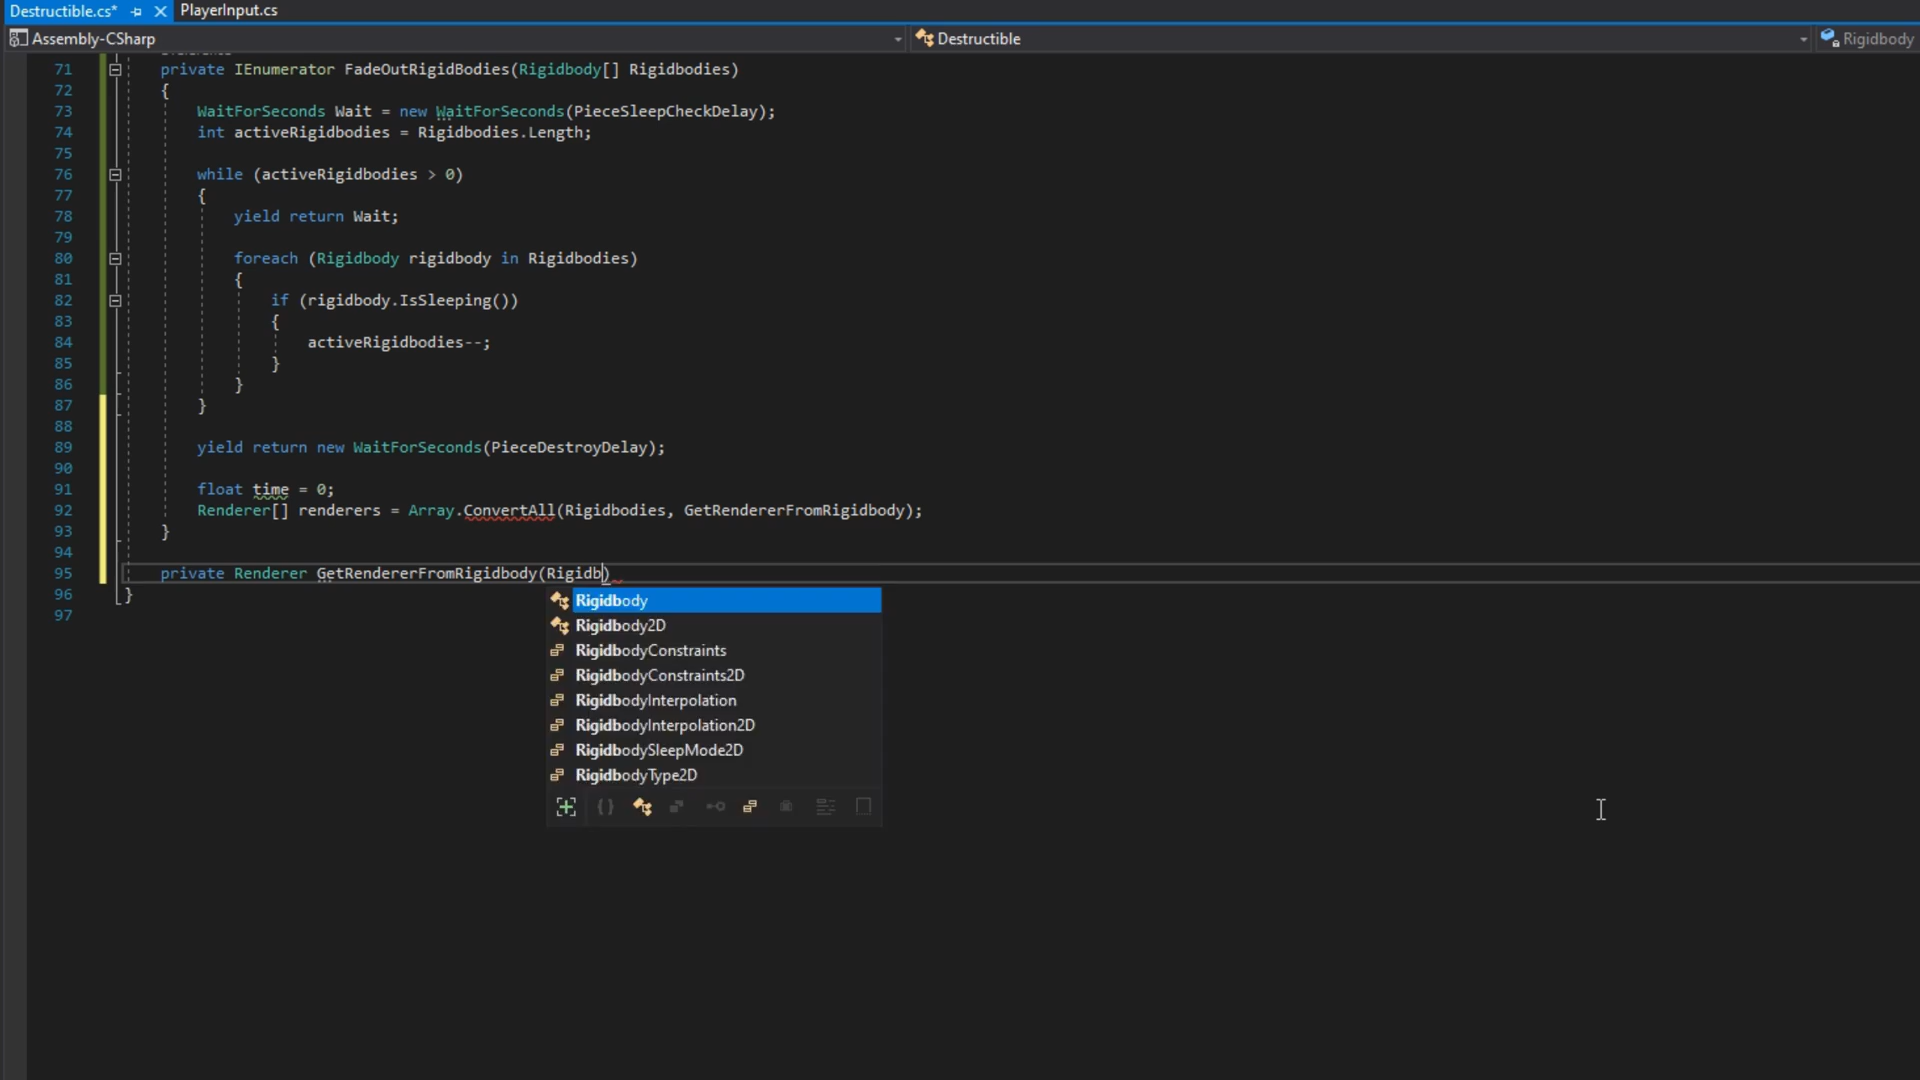 Destructible.cs* PlayerInput.cs
Assembly-CSharp Destructible Rigidbody
71 private IEnumerator FadeOutRigidBodies(Rigidbody[] Rigidbodies)
72 {
73 WaitForSeconds Wait = new WaitForSeconds(PieceSleepCheckDelay);
74 int activeRigidbodies = Rigidbodies.Length;
75
76 while (activeRigidbodies > 0)
77 {
78 yield return Wait;
79
80 foreach (Rigidbody rigidbody in Rigidbodies)
81 {
82 if (rigidbody.IsSleeping())
83 {
84 activeRigidbodies--;
85 }
86 }
87 }
88
89 yield return new WaitForSeconds(PieceDestroyDelay);
90
91 float time = 0;
92 Renderer[] renderers = Array.ConvertAll(Rigidbodies, GetRendererFromRigidbody);
93 }
94
95 private Renderer GetRendererFromRigidbody(Rigidb)
96 }
97
Rigidbody
Rigidbody2D
RigidbodyConstraints
RigidbodyConstraints2D
RigidbodyInterpolation
RigidbodyInterpolation2D
RigidbodySleepMode2D
RigidbodyType2D